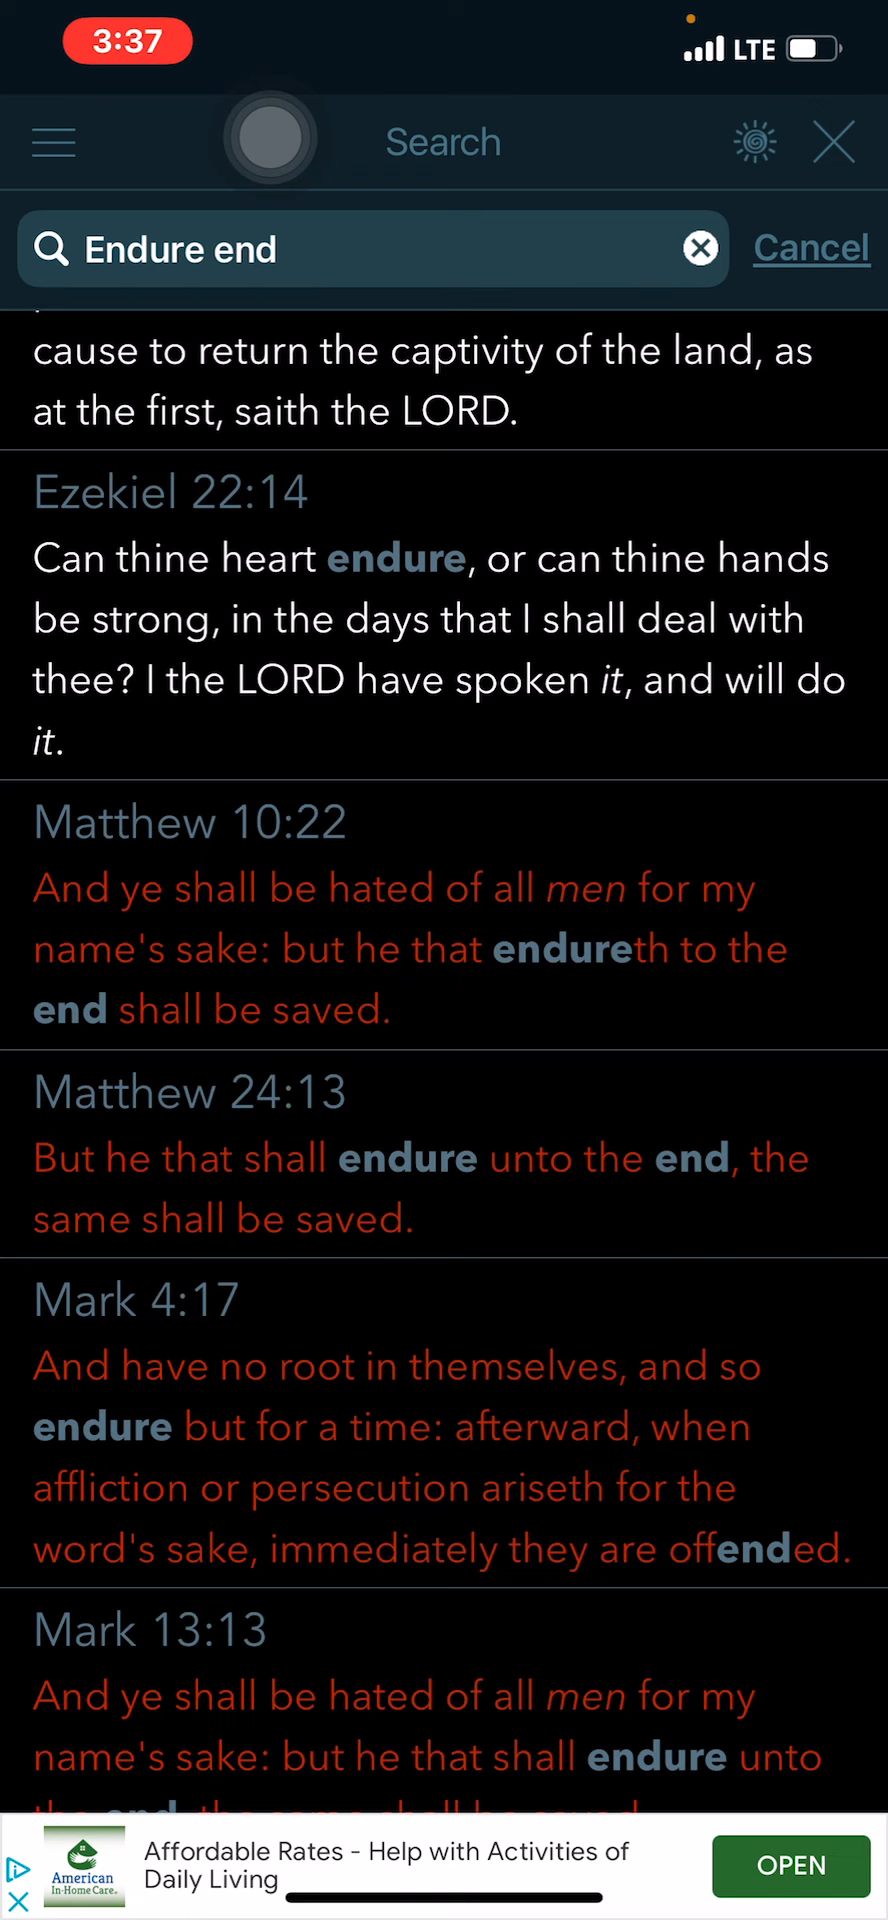 3:37
LTE
Search
Endure end
Cancel
cause to return the captivity of the land, as
at the first, saith the LORD.
Ezekiel 22:14
Can thine heart endure, or can thine hands
be strong, in the days that I shall deal with
thee? I the LORD have spoken it, and will do
it.
Matthew 10:22
And ye shall be hated of all men for my
name's sake: but he that endureth to the
end shall be saved.
Matthew 24:13
But he that shall endure unto the end, the
same shall be saved.
Mark 4:17
And have no root in themselves, and so
endure but for a time: afterward, when
affliction or persecution ariseth for the
word's sake, immediately they are offended.
Mark 13:13
And ye shall be hated of all men for my
name's sake: but he that shall endure unto
the end, the same shall be saved.
Affordable Rates - Help with Activities of
Daily Living
American
In-Home Care.
OPEN